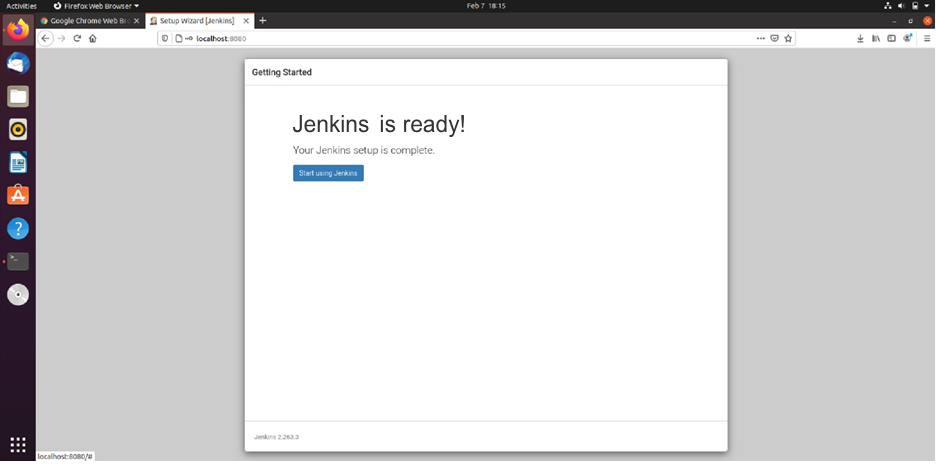 Activities
Firefox Web Browser
Feb 7 18:15
Google Chrome Web Br
Setup Wizard [Jenkins]
localhost:8080
Getting Started
Jenkins is ready!
Your Jenkins setup is complete.
Start using Jenkins
Jenkins 2.263.3
localhost:8080/#